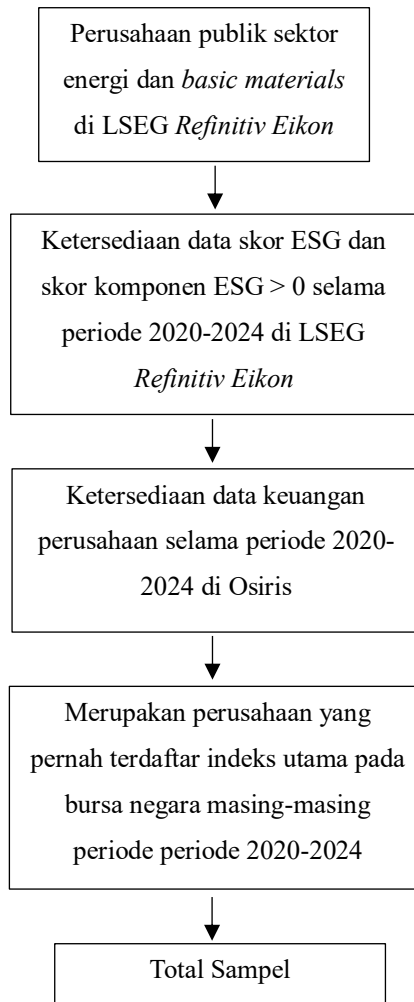 Perusahaan publik sektor
energi dan basic materials
di LSEG Refinitiv Eikon
Ketersediaan data skor ESG dan
skor komponen ESG > 0 selama
periode 2020-2024 di LSEG
Refinitiv Eikon
Ketersediaan data keuangan
perusahaan selama periode 2020-
2024 di Osiris
Merupakan perusahaan yang
pernah terdaftar indeks utama pada
bursa negara masing-masing
periode periode 2020-2024
Total Sampel